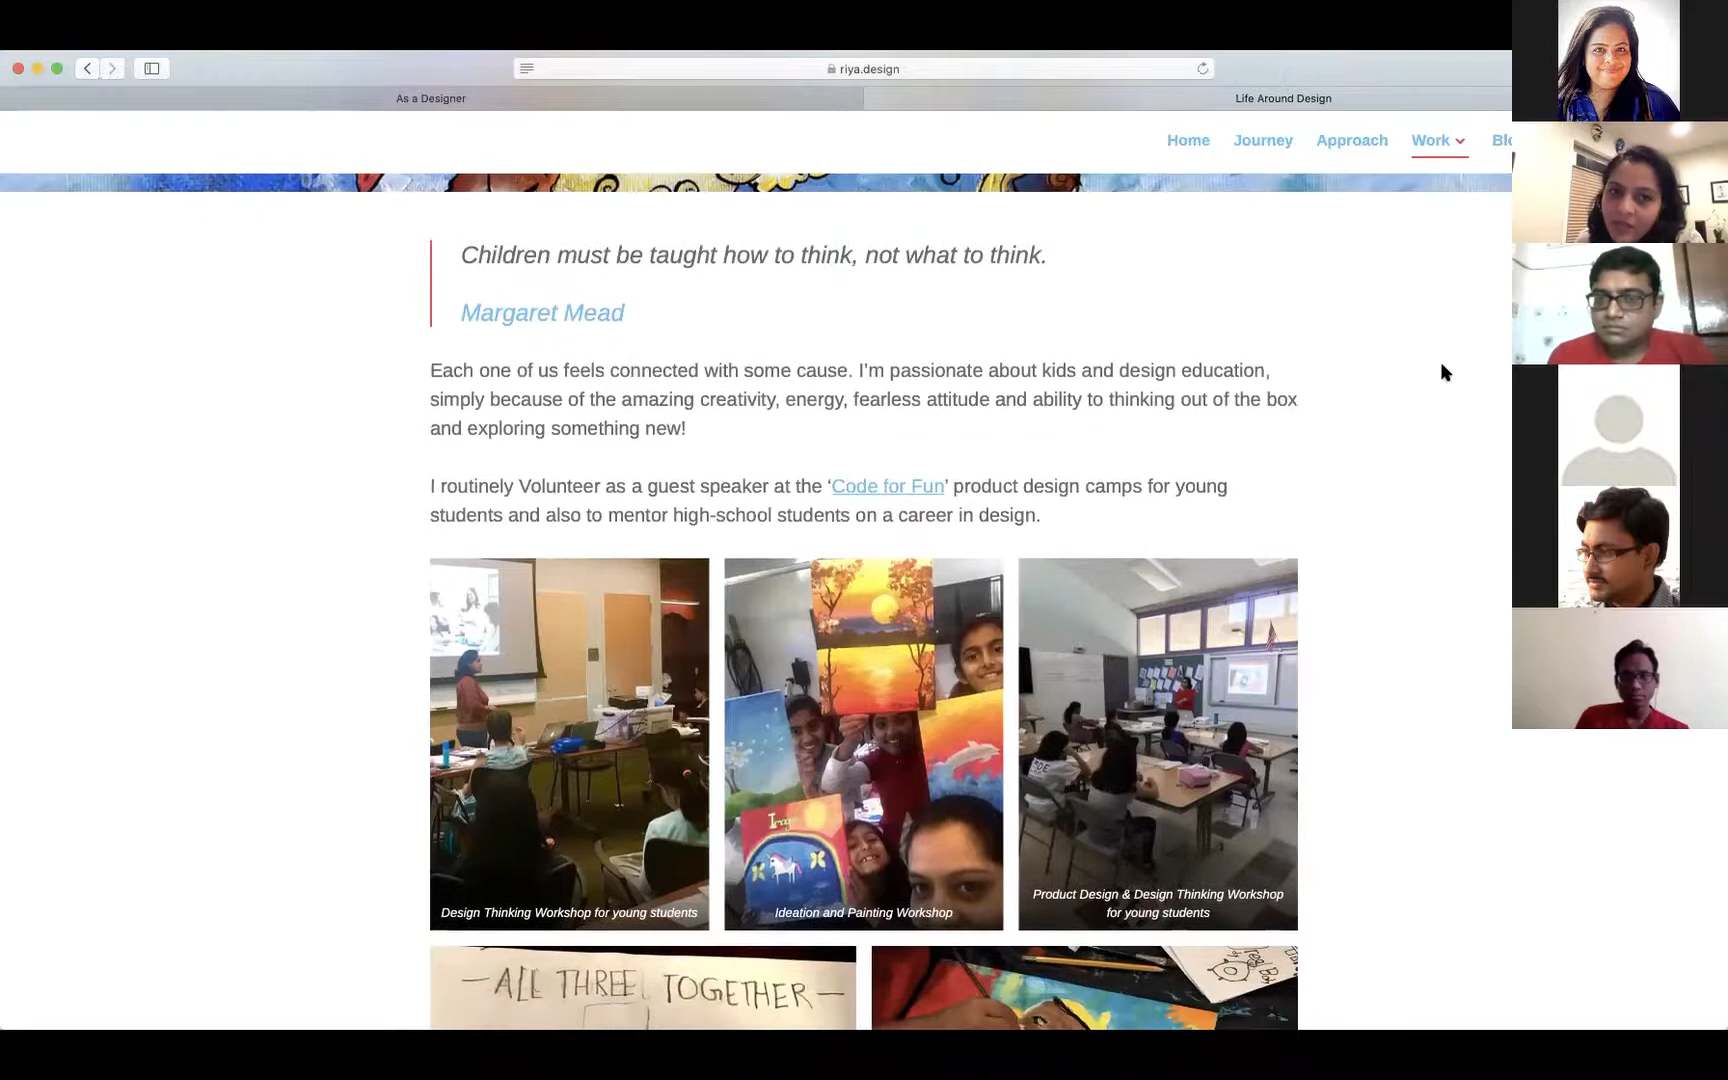 riya.design
As a Designer
Life Around Design
Home Journey Approach Work
Children must be taught how to think, not what to think.
Margaret Mead
Each one of us feels connected with some cause. I’m passionate about kids and design education,
simply because of the amazing creativity, energy, fearless attitude and ability to thinking out of the box
and exploring something new!
I routinely Volunteer as a guest speaker at the ‘Code for Fun’ product design camps for young
students and also to mentor high-school students on a career in design.
Design Thinking Workshop for young students
Ideation and Painting Workshop
Product Design & Design Thinking Workshop
for young students
—ALL THREE TOGETHER—